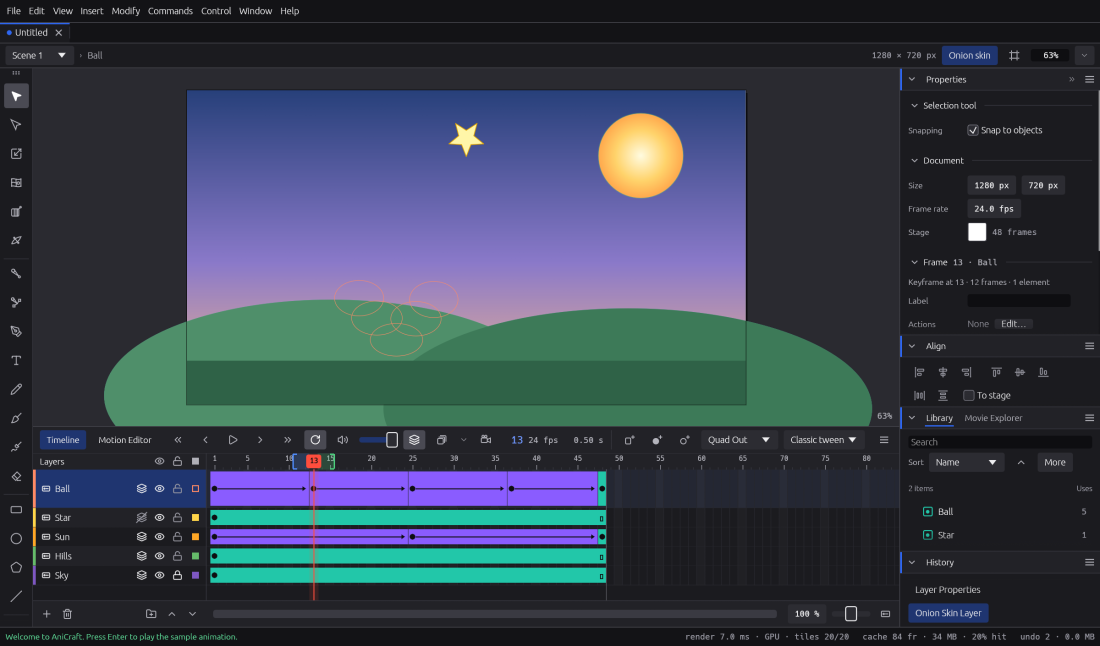 File Edit View Insert Modify Commands Control Window Help
Untitled
Scene 1 › Ball 1280 × 720 px Onion skin 63%
Properties
Selection tool
Snapping Snap to objects
Document
Size 1280 px 720 px
Frame rate 24.0 fps
Stage 48 frames
Frame 13 · Ball
Keyframe at 13 · 12 frames · 1 element
Label
Actions None Edit…
Align
To stage
63%
Library Movie Explorer
Search
Sort Name More
2 Items Uses
Ball 5
Star 1
History
Layer Properties
Onion Skin Layer
Timeline Motion Editor 13 24 fps 0.50 s Quad Out Classic tween
Layers 1 5 10 13 15 20 25 30 35 40 45 50 55 60 65 70 75 80
Ball
Star
Sun
Hills
Sky
100 %
Welcome to AniCraft. Press Enter to play the sample animation. render 7.0 ms · GPU · tiles 20/20 cache 84 fr · 34 MB · 20% hit undo 2 · 0.0 MB